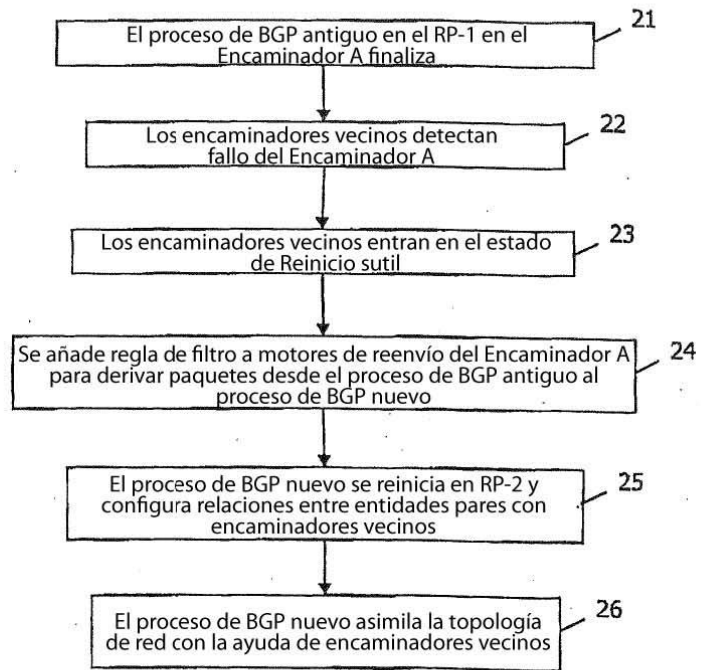 El proceso de BGP antiguo en el RP-1 en el
Encaminador A finaliza
21
Los encaminadores vecinos detectan
fallo del Encaminador A
22
Los encaminadores vecinos entran en el estado
de Reinicio sutil
23
Se añade regla de filtro a motores de reenvío del Encaminador A
para derivar paquetes desde el proceso de BGP antiguo al
proceso de BGP nuevo
24
El proceso de BGP nuevo se reinicia en RP-2 y
configura relaciones entre entidades pares con
encaminadores vecinos
25
El proceso de BGP nuevo asimila la topología
de red con la ayuda de encaminadores vecinos
26